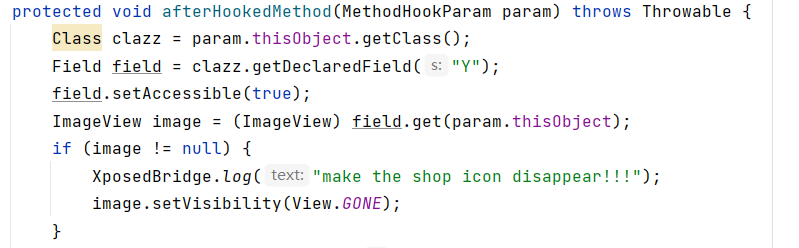 protected void afterHookedMethod(MethodHookParam param) throws Throwable {
    Class clazz = param.thisObject.getClass();
    Field field = clazz.getDeclaredField( s: "Y");
    field.setAccessible(true);
    ImageView image = (ImageView) field.get(param.thisObject);
    if (image != null) {
        XposedBridge.log( text: "make the shop icon disappear!!!");
        image.setVisibility(View.GONE);
    }